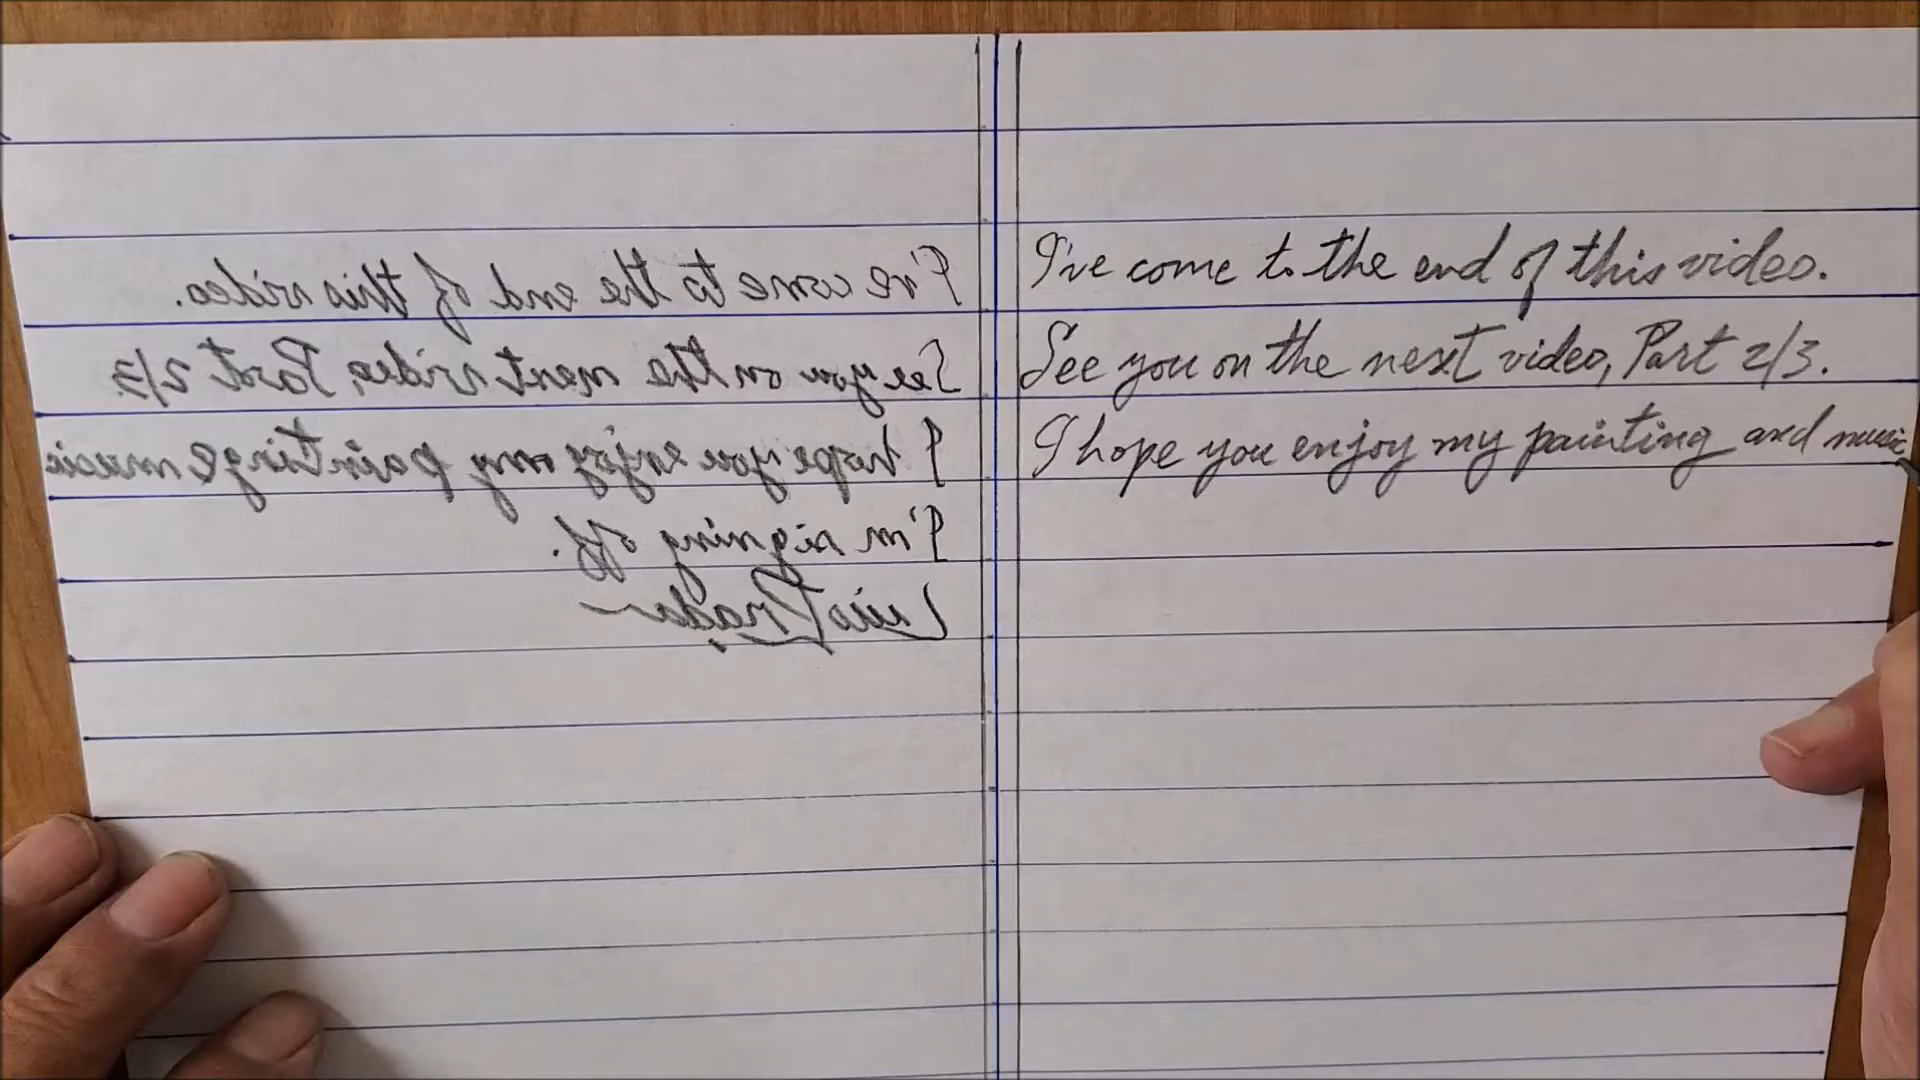 I've come to the end of this video.
See you on the next video, Part 2/3.
I hope you enjoy my painting e music
I'm signing off.
Luis Prada
I've come to the end of this video.
See you on the next video, Part 2/3.
I hope you enjoy my painting and music